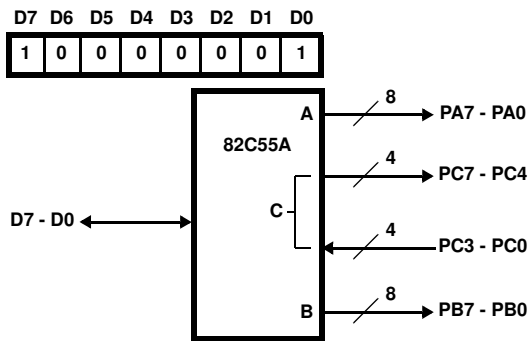 D7 D6 D5 D4 D3 D2 D1 D0
1 0 0 0 0 0 0 1
A 8 PA7 - PA0
82C55A
4 PC7 - PC4
C
D7 - D0
4 PC3 - PC0
B 8 PB7 - PB0